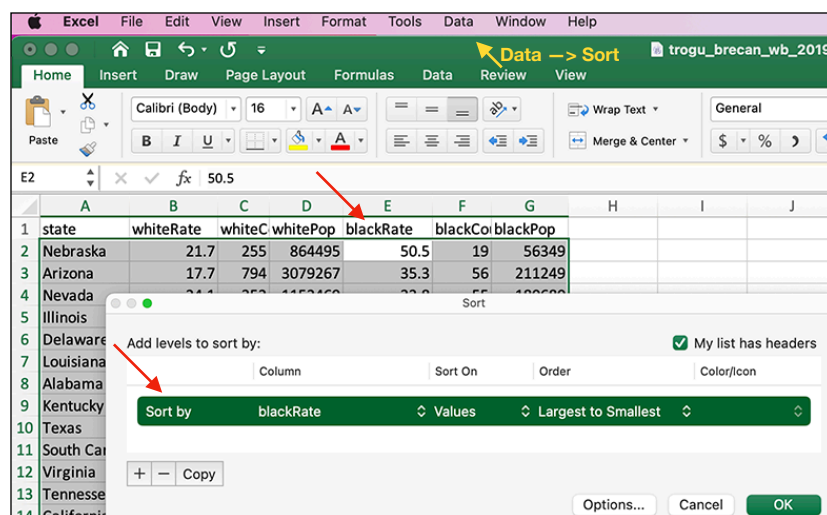 Excel File Edit View Insert Format Tools Data Window Help
Data —> Sort
trogu_brecan_wb_2019
Home Insert Draw Page Layout Formulas Data Review View
Calibri (Body) 16 A A Wrap Text General
Paste B I U A Merge & Center $ % )
E2 fx 50.5
A B C D E F G H I J
1 state whiteRate whiteC whitePop blackRate blackCou blackPop
2 Nebraska 21.7 255 864495 50.5 19 56349
3 Arizona 17.7 794 3079267 35.3 56 211249
4 Nevada
Sort
5 Illinois
6 Delaware
Add levels to sort by: My list has headers
7 Louisiana
Column Sort On Order Color/Icon
8 Alabama
9 Kentucky
Sort by blackRate Values Largest to Smallest
10 Texas
11 South Car
12 Virginia
+ − Copy
13 Tennesse
Options... Cancel OK
14